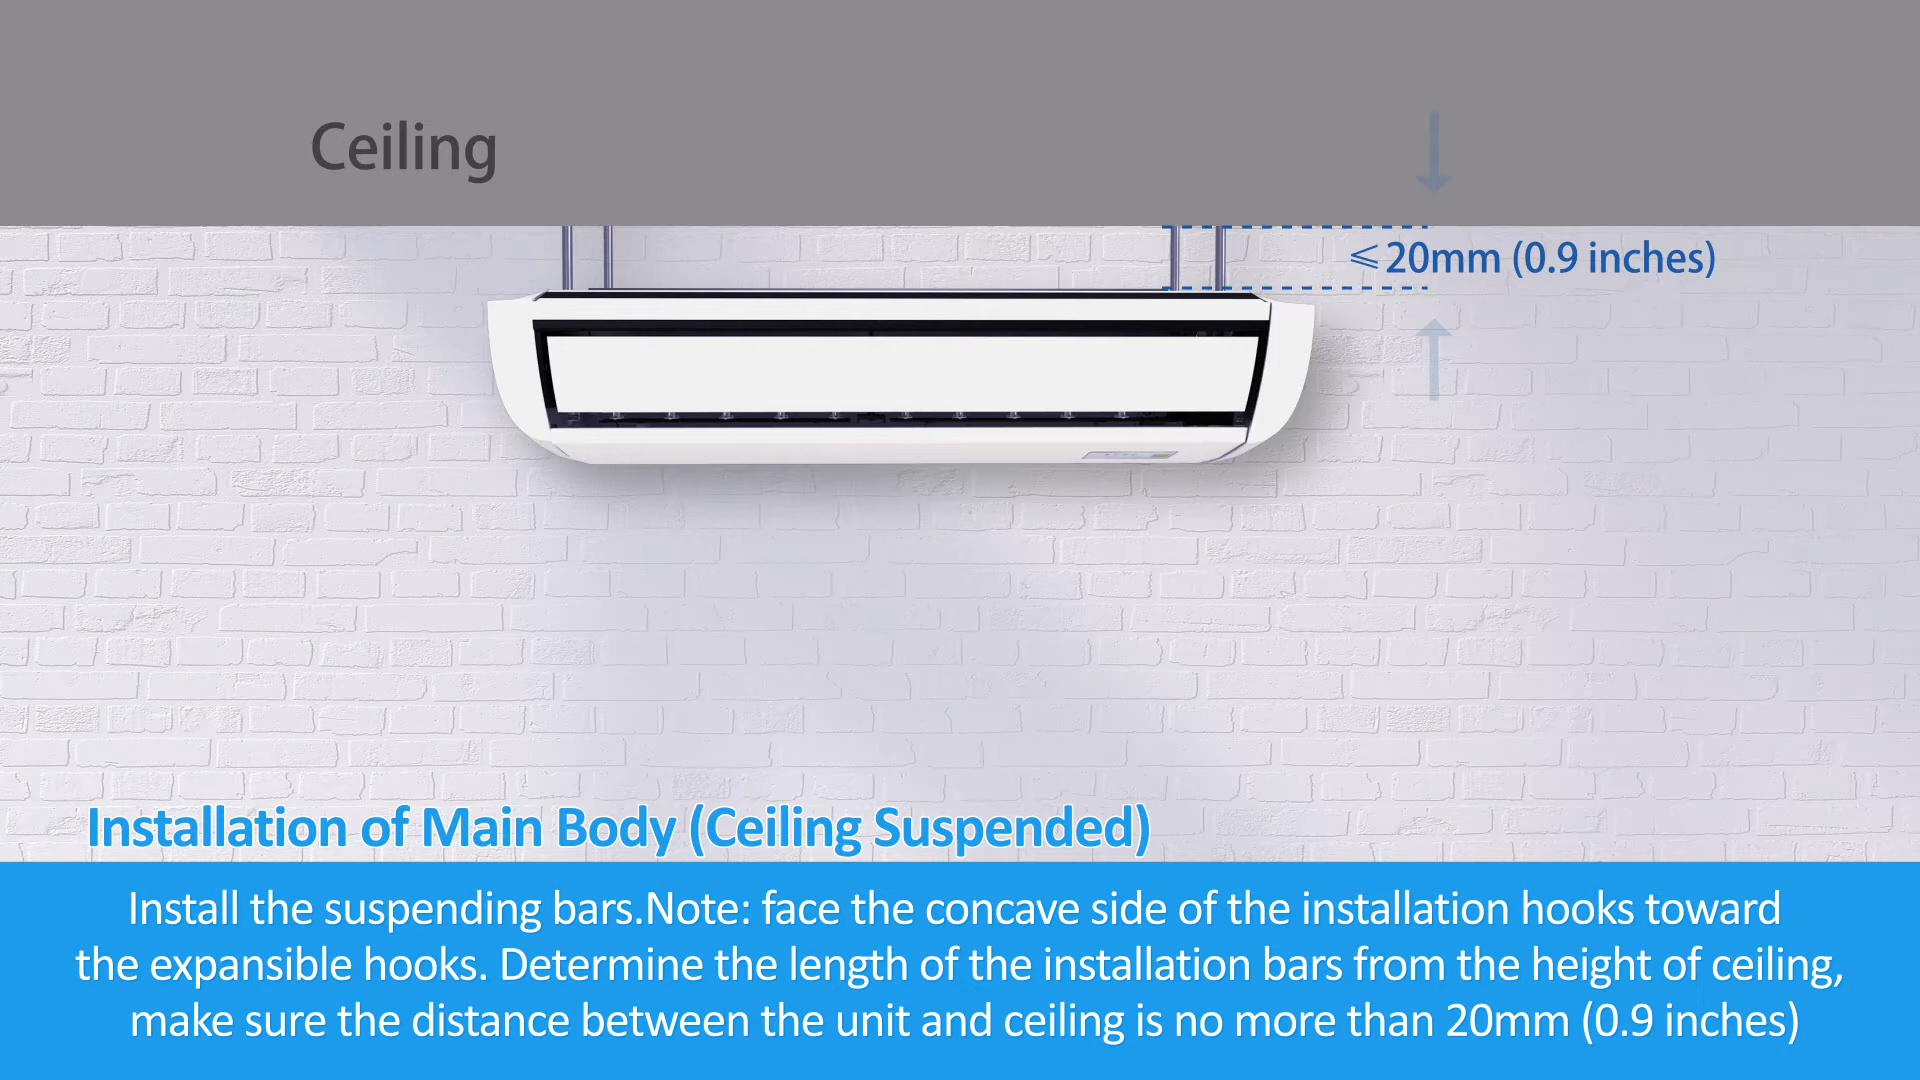 Ceiling
⩽20mm (0.9 inches)
Installation of Main Body (Ceiling Suspended)
Install the suspending bars.Note: face the concave side of the installation hooks toward
the expansible hooks. Determine the length of the installation bars from the height of ceiling,
make sure the distance between the unit and ceiling is no more than 20mm (0.9 inches)